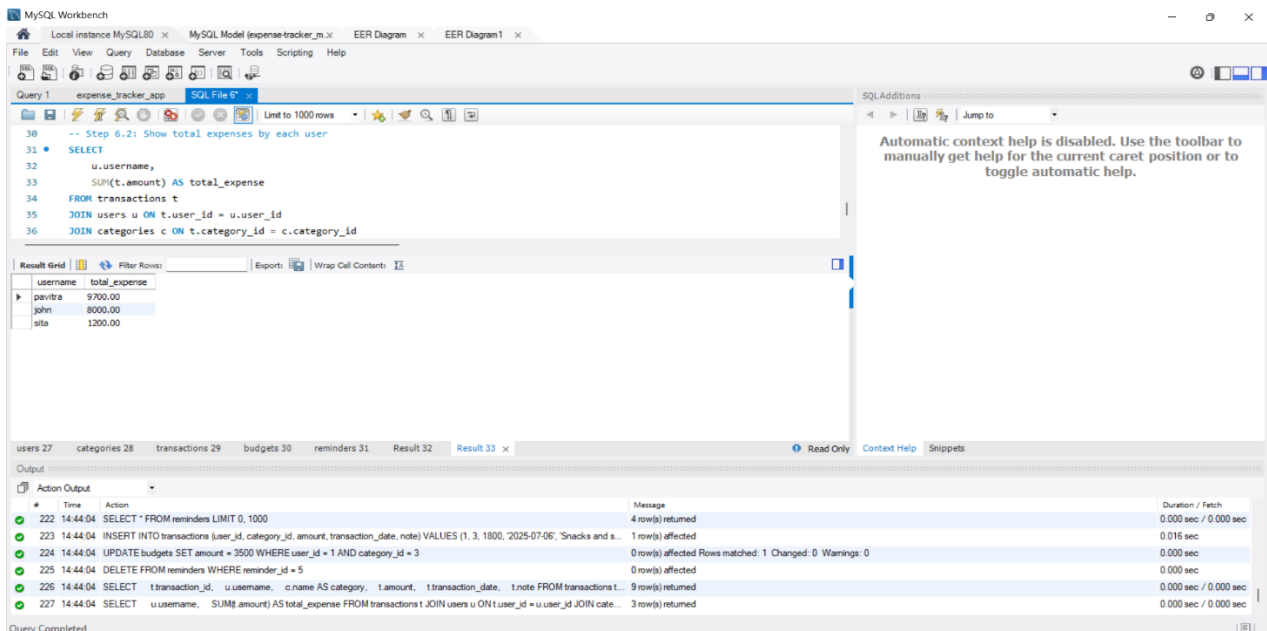 MySQL Workbench
Local instance MySQL80 × MySQL Model (expense-tracker_m.× EER Diagram × EER Diagram1 ×
File Edit View Query Database Server Tools Scripting Help
Query 1 expense_tracker_app SQL File 6* × SQLAdditions
Limit to 1000 rows Jump to
30 -- Step 6.2: Show total expenses by each user
31 SELECT
32 u.username,
33 SUM(t.amount) AS total_expense
34 FROM transactions t
35 JOIN users u ON t.user_id = u.user_id
36 JOIN categories c ON t.category_id = c.category_id
Automatic context help is disabled. Use the toolbar to
manually get help for the current caret position or to
toggle automatic help.
Result Grid Filter Rows: Export: Wrap Cell Content:
username total_expense
pavitra 9700.00
john 8000.00
sita 1200.00
users 27 categories 28 transactions 29 budgets 30 reminders 31 Result 32 Result 33 × Read Only Context Help Snippets
Output
Action Output
# Time Action Message Duration / Fetch
222 14:44:04 SELECT * FROM reminders LIMIT 0, 1000 4 row(s) returned 0.000 sec / 0.000 sec
223 14:44:04 INSERT INTO transactions (user_id, category_id, amount, transaction_date, note) VALUES (1, 3, 1800, '2025-07-06', 'Snacks and s... 1 row(s) affected 0.016 sec
224 14:44:04 UPDATE budgets SET amount = 3500 WHERE user_id = 1 AND category_id = 3 0 row(s) affected Rows matched: 1 Changed: 0 Warnings: 0 0.000 sec
225 14:44:04 DELETE FROM reminders WHERE reminder_id = 5 0 row(s) affected 0.000 sec
226 14:44:04 SELECT t.transaction_id, u.username, c.name AS category, t.amount, t.transaction_date, t.note FROM transactions t... 9 row(s) returned 0.000 sec / 0.000 sec
227 14:44:04 SELECT u.username, SUM(t.amount) AS total_expense FROM transactions t JOIN users u ON t.user_id = u.user_id JOIN cate... 3 row(s) returned 0.000 sec / 0.000 sec
Query Completed